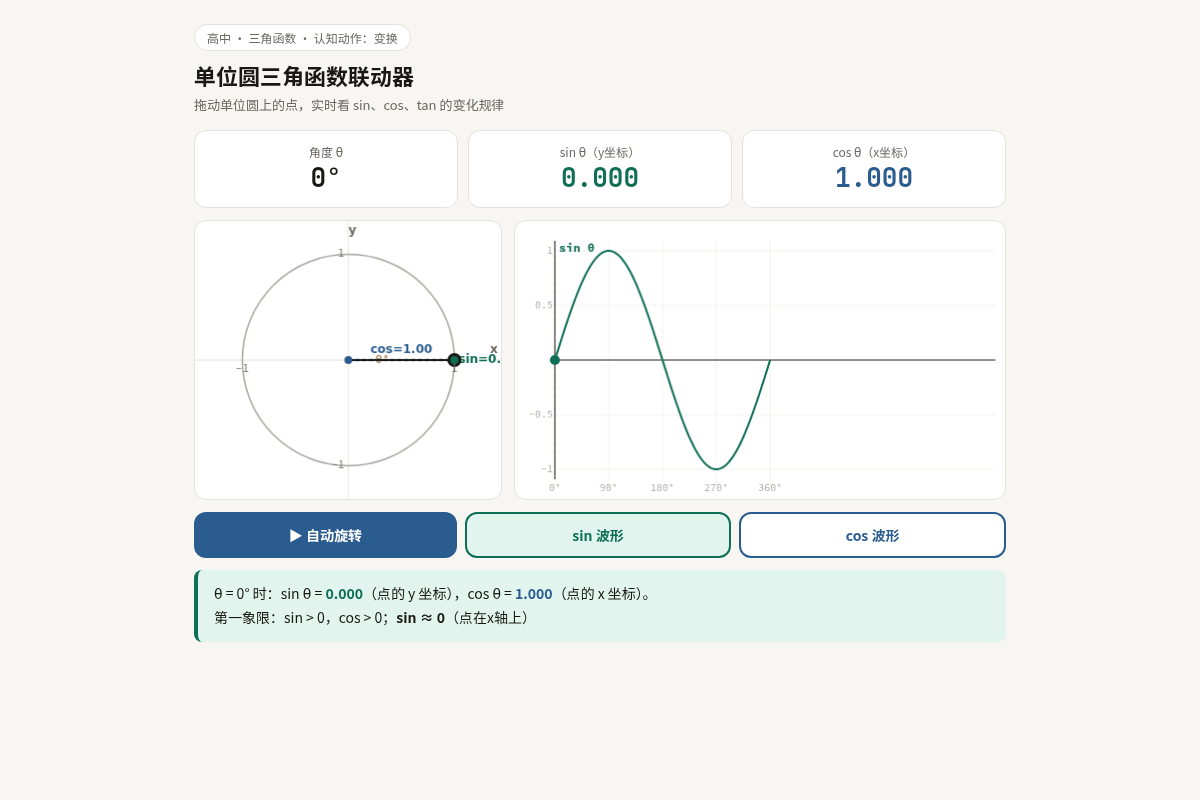 高中 · 三角函数 · 认知动作：变换
单位圆三角函数联动器
拖动单位圆上的点，实时看 sin、cos、tan 的变化规律
角度 θ
0°
sin θ（y坐标）
0.000
cos θ（x坐标）
1.000
y
1
cos=1.00
0°
x
sin=0.
−1
1
1
sin θ
1
0.5
−0.5
−1
0° 90° 180° 270° 360°
▶ 自动旋转
sin 波形
cos 波形
θ = 0° 时：sin θ = 0.000（点的 y 坐标），cos θ = 1.000（点的 x 坐标）。
第一象限：sin > 0，cos > 0；sin ≈ 0（点在x轴上）